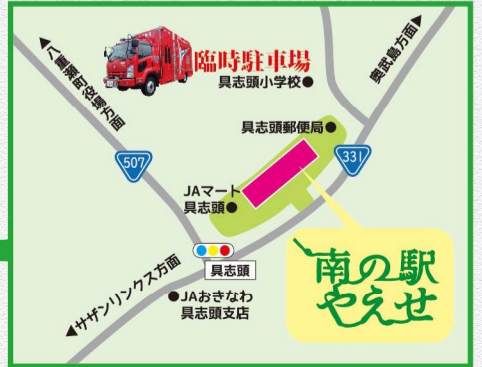 八重瀬町役場方面
臨時駐車場
具志頭小学校
奥武島方面
具志頭郵便局
507
331
JAマート
具志頭
具志頭
サザンリンクス方面
JAおきなわ
具志頭支店
南の駅
やえせ